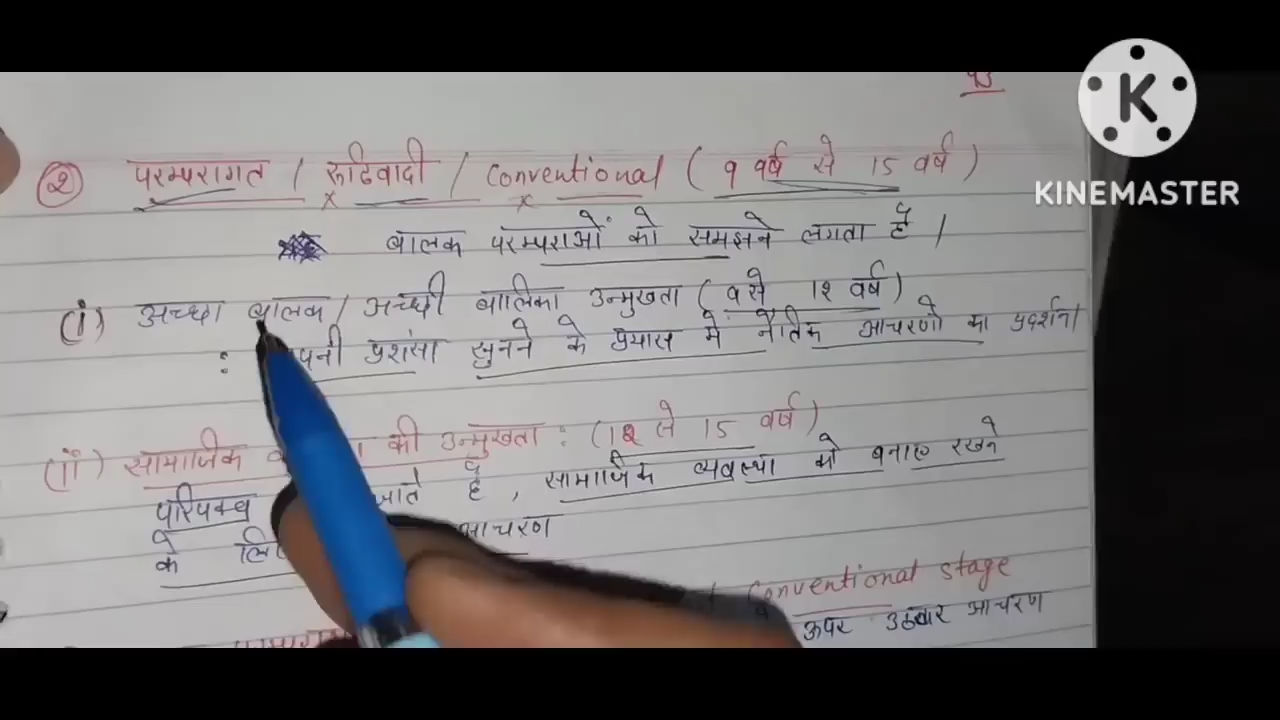 93
② परम्परागत / रूढिवादी / Conventional (9 वर्ष से 15 वर्ष)
बालक परम्पराओं को समझने लगता है।
(i) अच्छा बालक / अच्छी बालिका उन्मुखता (9 से 12 वर्ष)
: पनी प्रशंसा सुनने के प्रयास में नैतिक आचरणो का प्रदर्शन।
(ii) सामाजिक की उन्मुखता : (12 से 15 वर्ष)
परिपक्व जाते है, सामाजिक व्यवस्था को बनाए रखने
के आचरण
Conventional stage
ऊपर उठकर आचरण
K
KINEMASTER